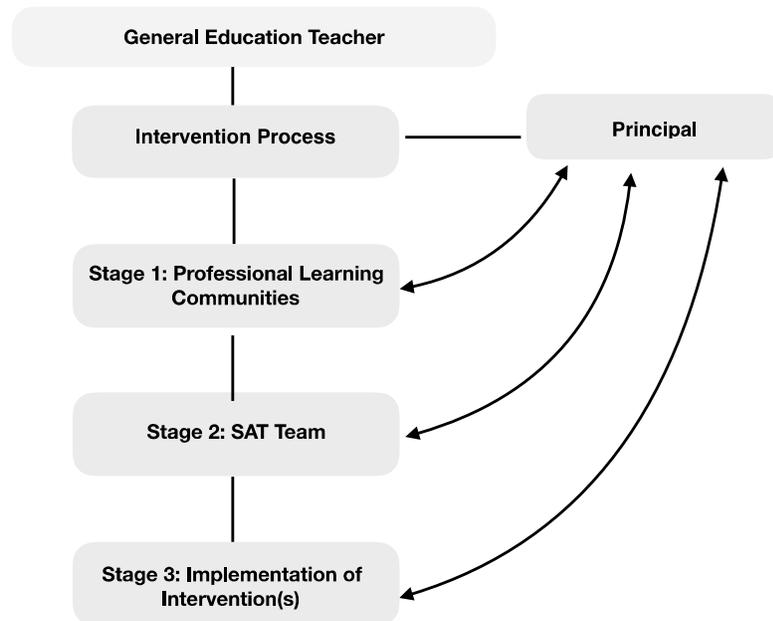 General Education Teacher
Intervention Process
Principal
Stage 1: Professional Learning
Communities
Stage 2: SAT Team
Stage 3: Implementation of
Intervention(s)